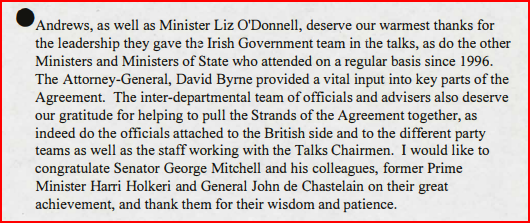 Andrews, as well as Minister Liz O'Donnell, deserve our warmest thanks for
the leadership they gave the Irish Government team in the talks, as do the other
Ministers and Ministers of State who attended on a regular basis since 1996.
The Attorney-General, David Byrne provided a vital input into key parts of the
Agreement.  The inter-departmental team of officials and advisers also deserve
our gratitude for helping to pull the Strands of the Agreement together, as
indeed do the officials attached to the British side and to the different party
teams as well as the staff working with the Talks Chairmen.  I would like to
congratulate Senator George Mitchell and his colleagues, former Prime
Minister Harri Holkeri and General John de Chastelain on their great
achievement, and thank them for their wisdom and patience.